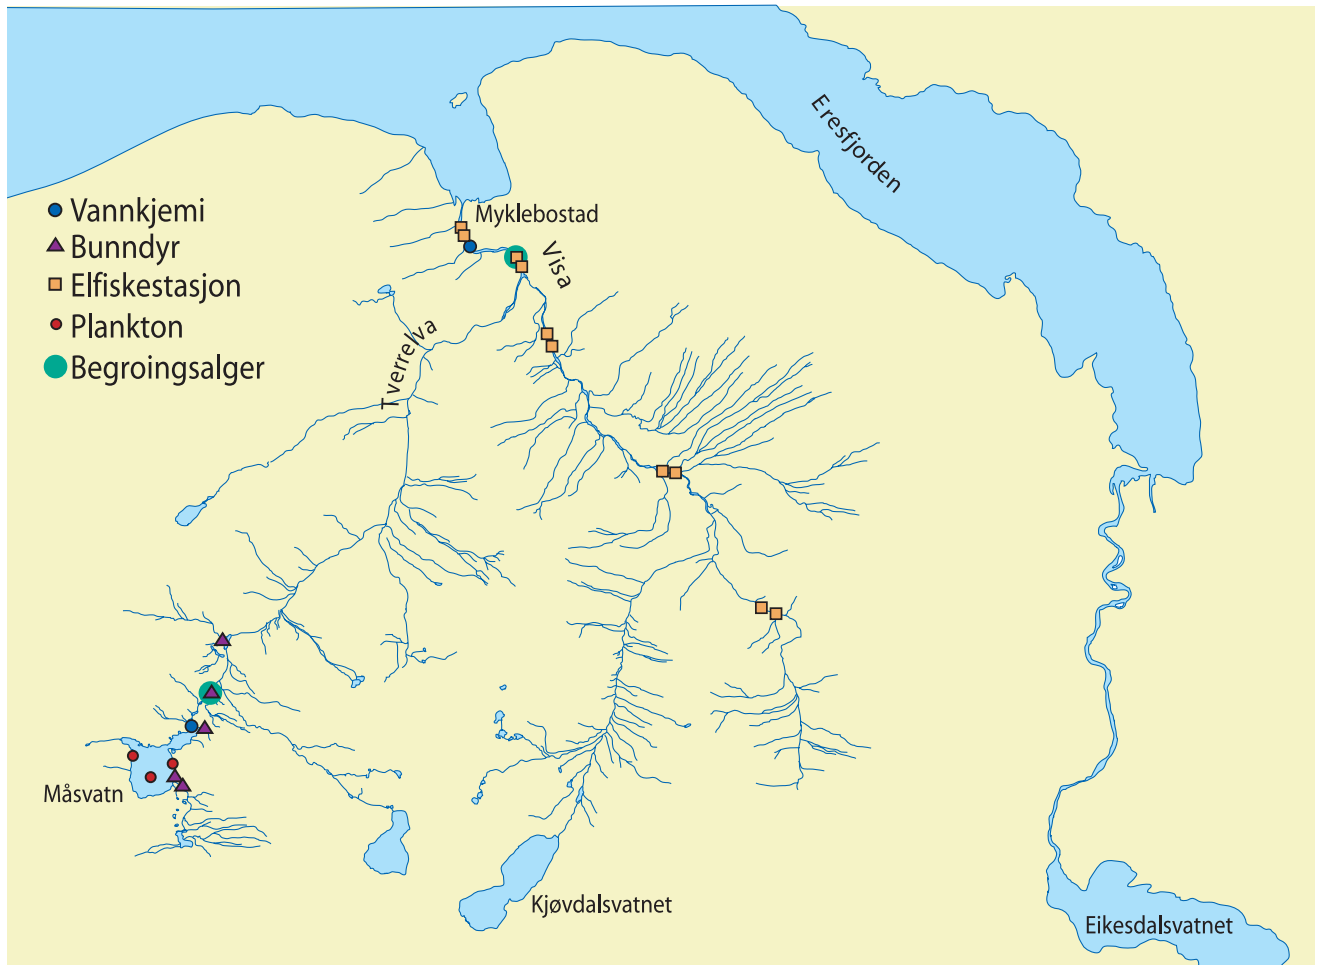 Eresfjorden
Vannkjemi
Myklebostad
Bunndyr
Visa
Elfiskestasjon
Plankton
Tverrelva
Begroingsalger
Måsvatn
Kjøvdalsvatnet
Eikesdalsvatnet